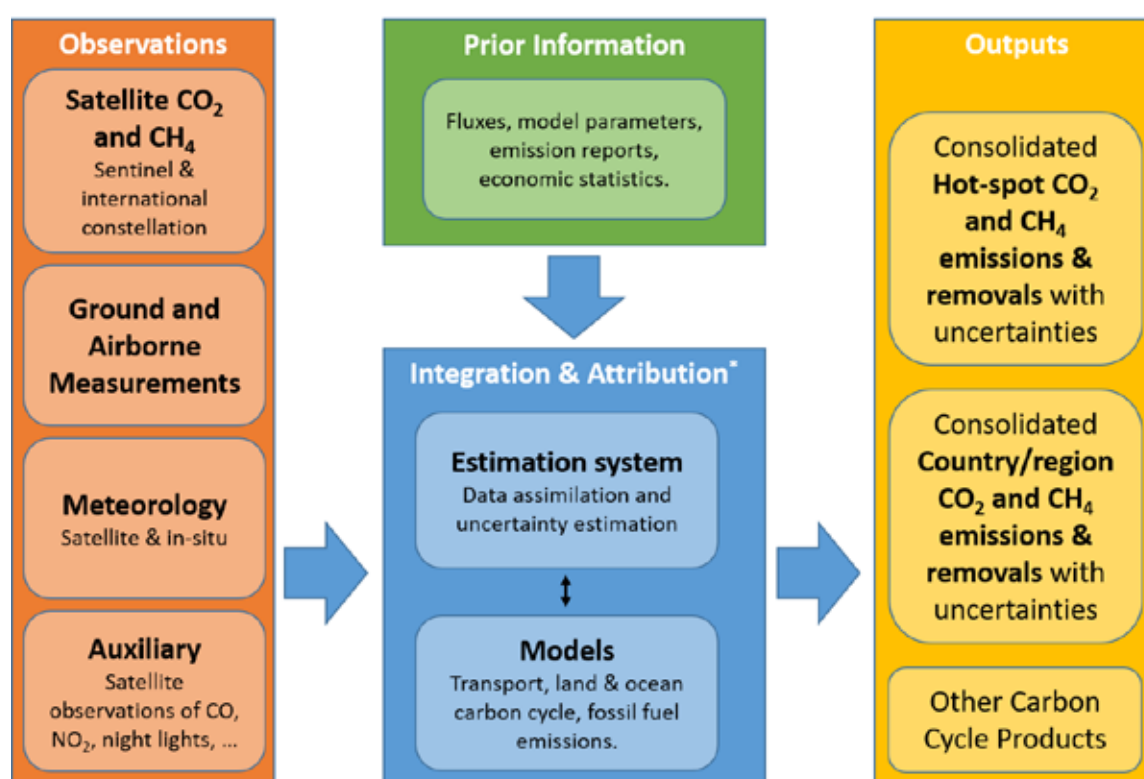 Observations
Satellite CO₂
and CH₄
Sentinel &
international
constellation
Ground and
Airborne
Measurements
Meteorology
Satellite & in-situ
Auxiliary
Satellite
observations of CO,
NO₂, night lights, ...
Prior Information
Fluxes, model parameters,
emission reports,
economic statistics.
Integration & Attribution*
Estimation system
Data assimilation and
uncertainty estimation
Models
Transport, land & ocean
carbon cycle, fossil fuel
emissions.
Outputs
Consolidated
Hot-spot CO₂
and CH₄
emissions &
removals with
uncertainties
Consolidated
Country/region
CO₂ and CH₄
emissions &
removals with
uncertainties
Other Carbon
Cycle Products